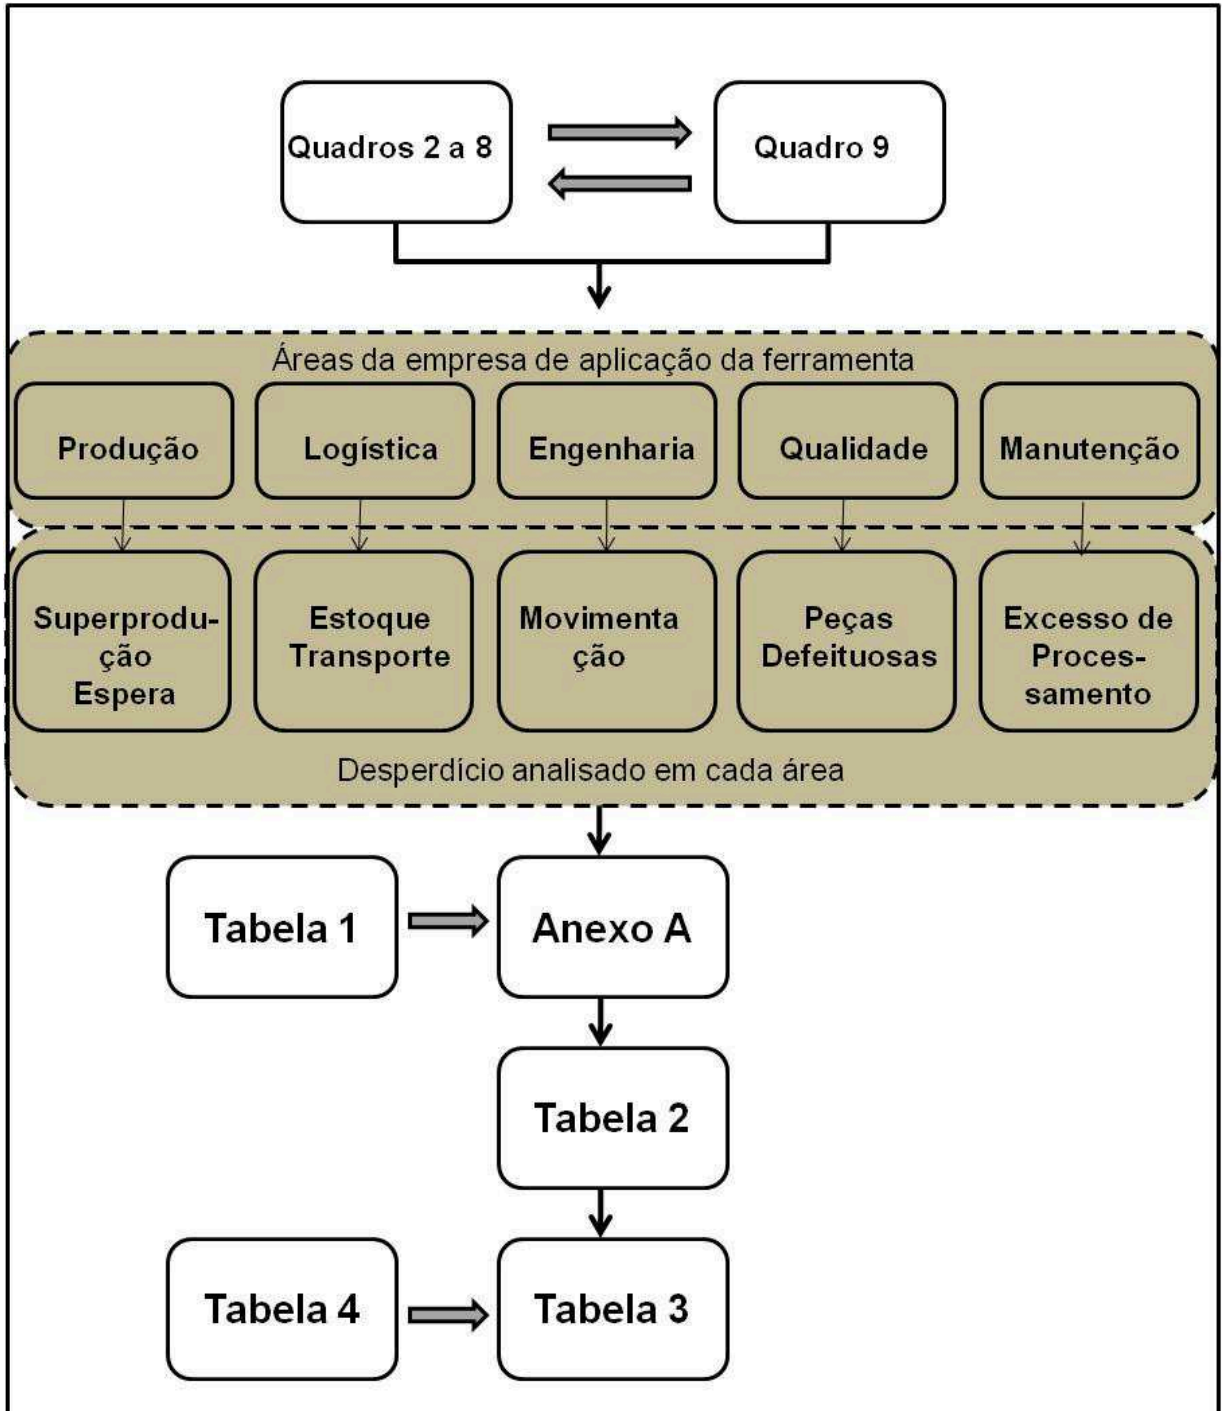 Quadros 2 a 8
Quadro 9
Áreas da empresa de aplicação da ferramenta
Produção
Logística
Engenharia
Qualidade
Manutenção
Superprodu-
ção
Espera
Estoque
Transporte
Movimenta
ção
Peças
Defeituosas
Excesso de
Proces-
samento
Desperdício analisado em cada área
Tabela 1
Anexo A
Tabela 2
Tabela 4
Tabela 3